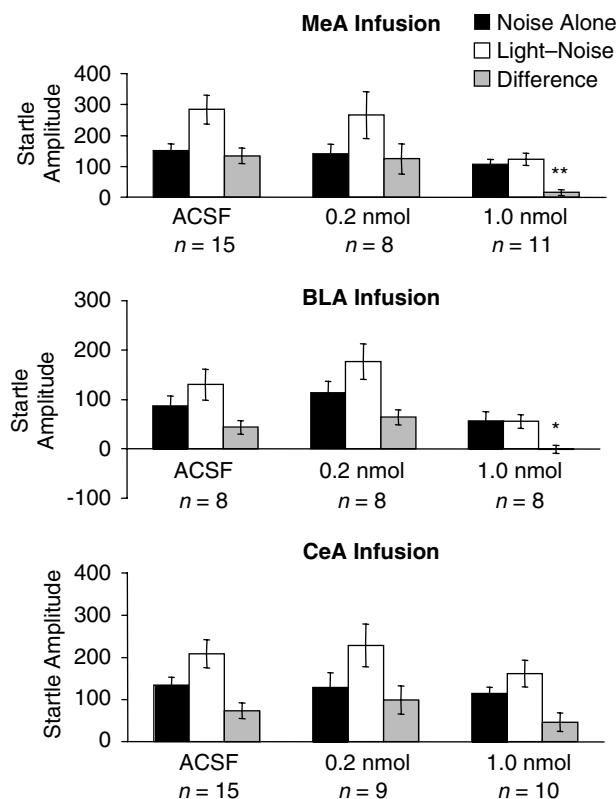 MeA Infusion
Noise Alone
Light–Noise
Difference
Startle
Amplitude
400
300
200
100
0
**
ACSF
0.2 nmol
1.0 nmol
n = 15
n = 8
n = 11
BLA Infusion
Startle
Amplitude
300
200
100
0
-100
*
ACSF
0.2 nmol
1.0 nmol
n = 8
n = 8
n = 8
CeA Infusion
Startle Amplitude
400
300
200
100
0
ACSF
0.2 nmol
1.0 nmol
n = 15
n = 9
n = 10